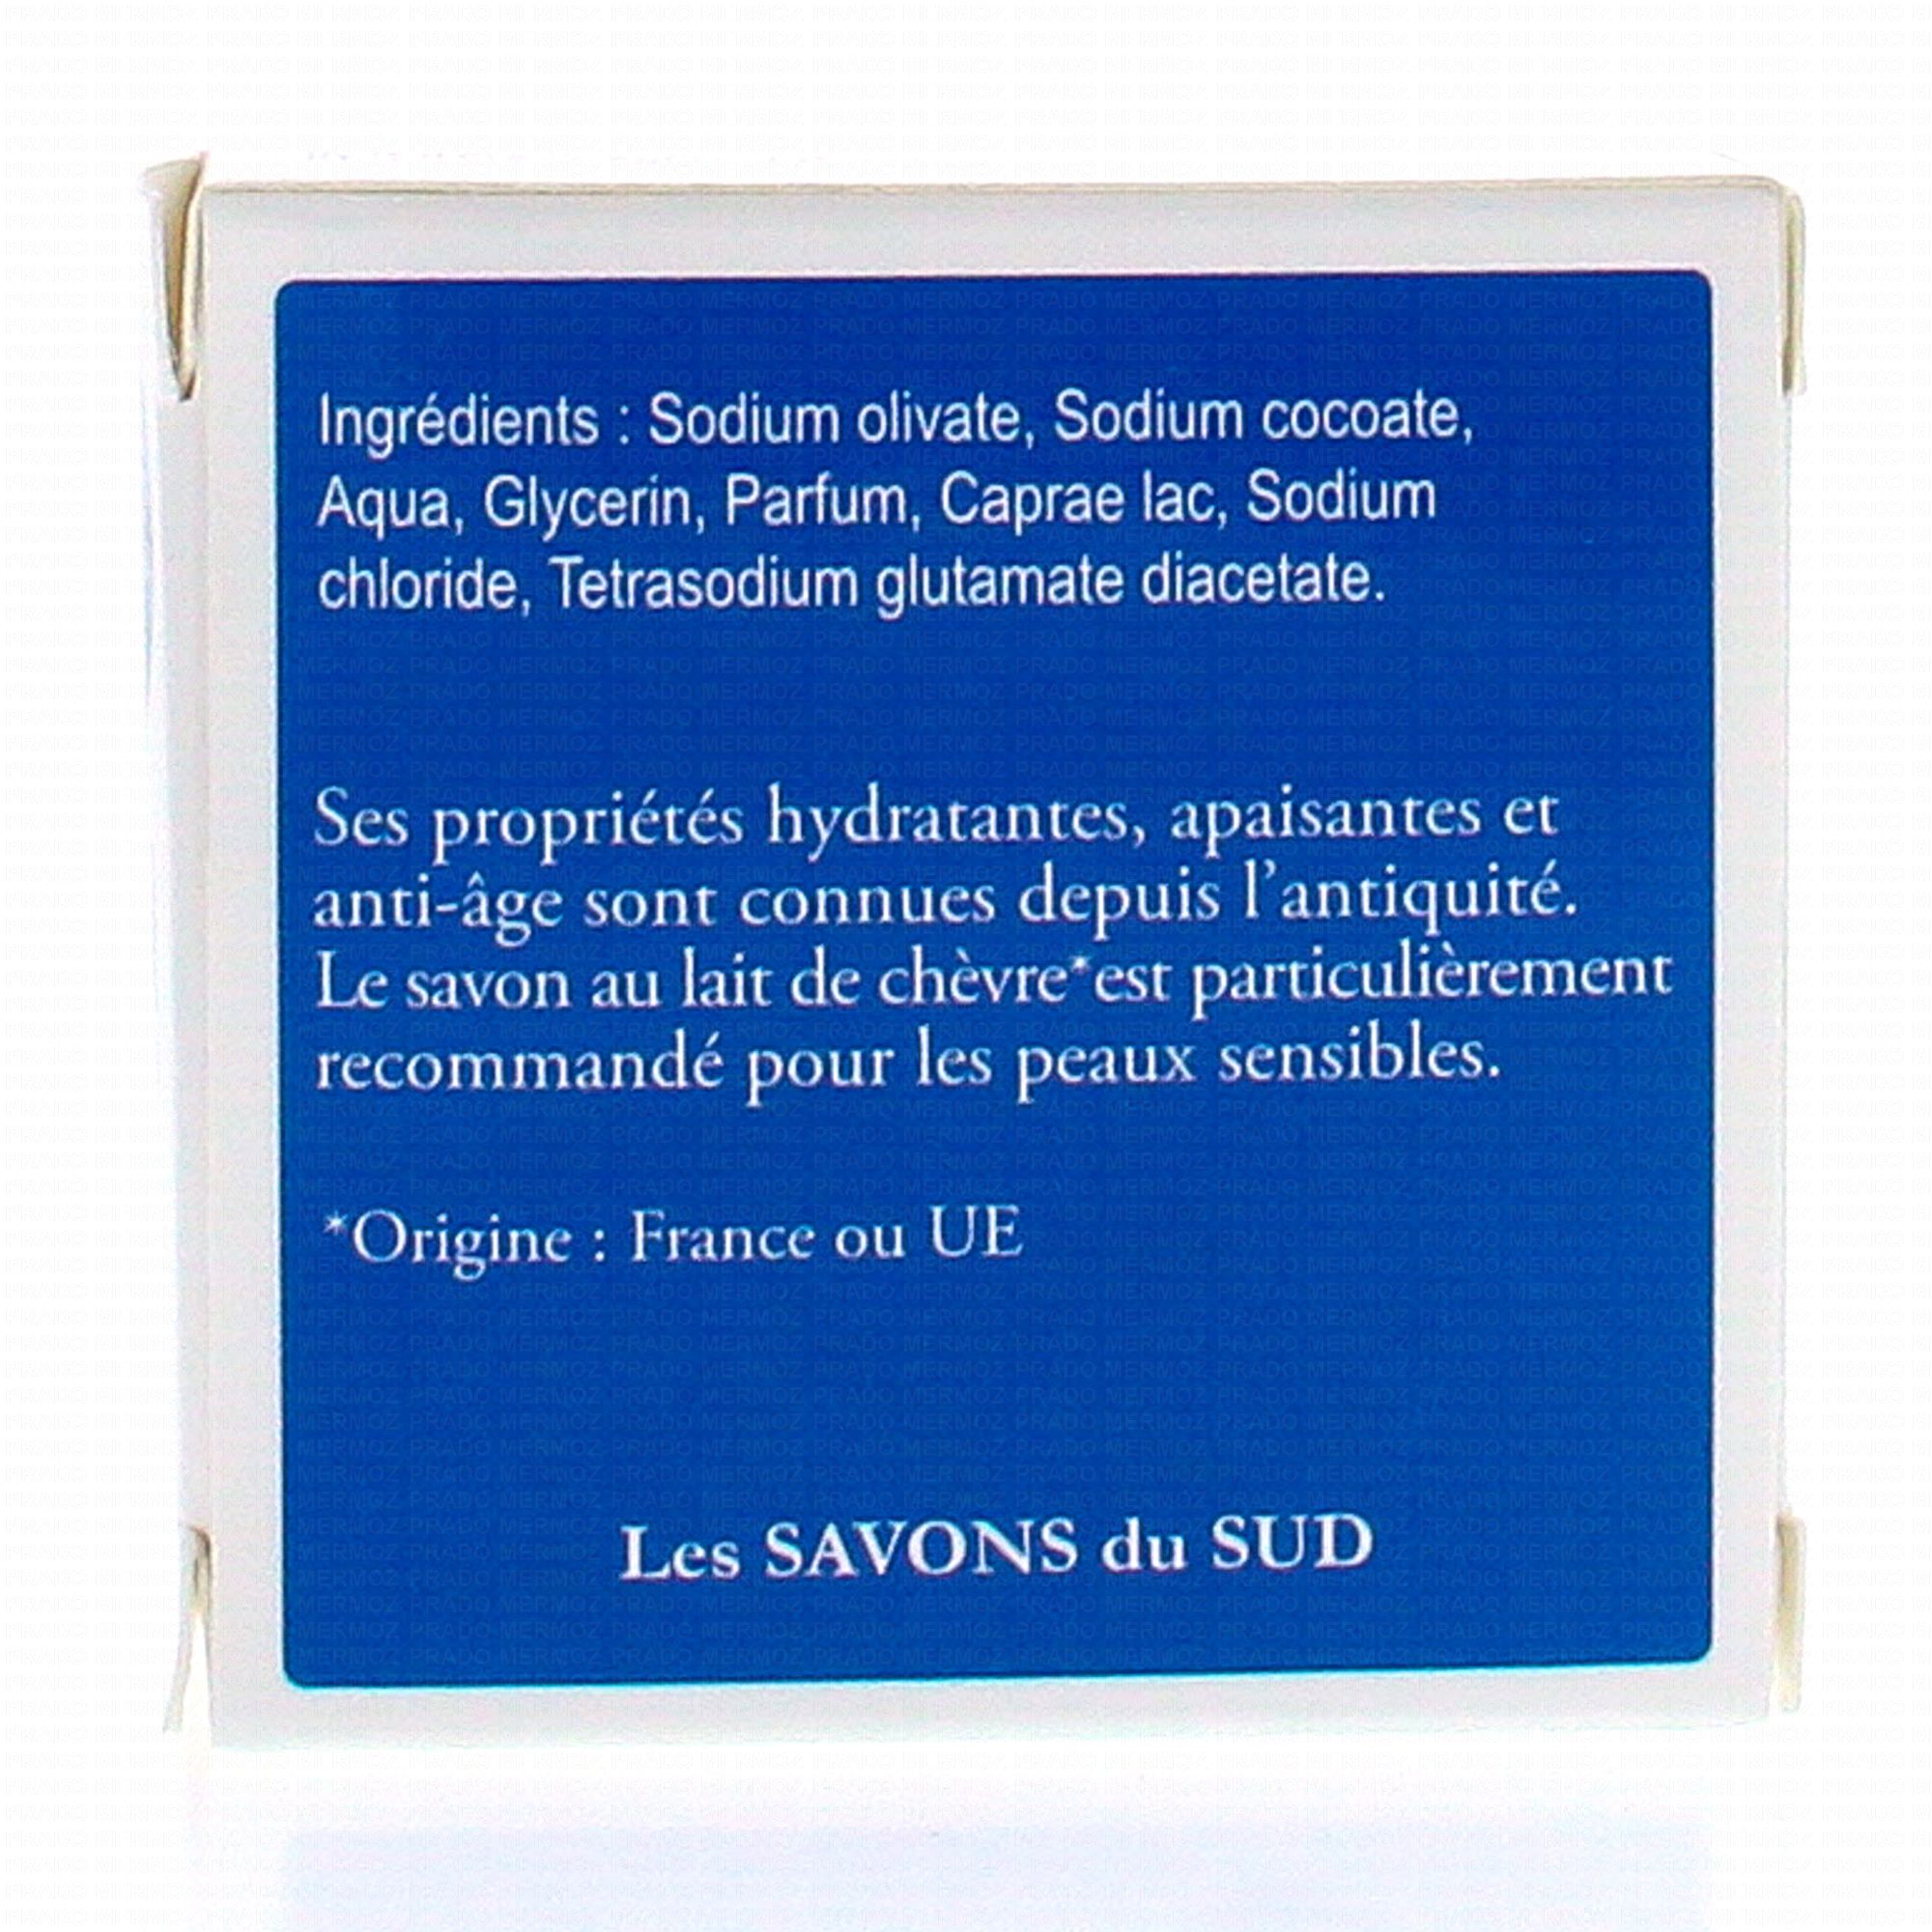 Ingrédients : Sodium olivate, Sodium cocoate,
Aqua, Glycerin, Parfum, Caprae lac, Sodium
chloride, Tetrasodium glutamate diacetate.
Ses propriétés hydratantes, apaisantes et
anti-âge sont connues depuis l'antiquité.
Le savon au lait de chèvre*est particulièrement
recommandé pour les peaux sensibles.
*Origine : France ou UE
Les SAVONS du SUD